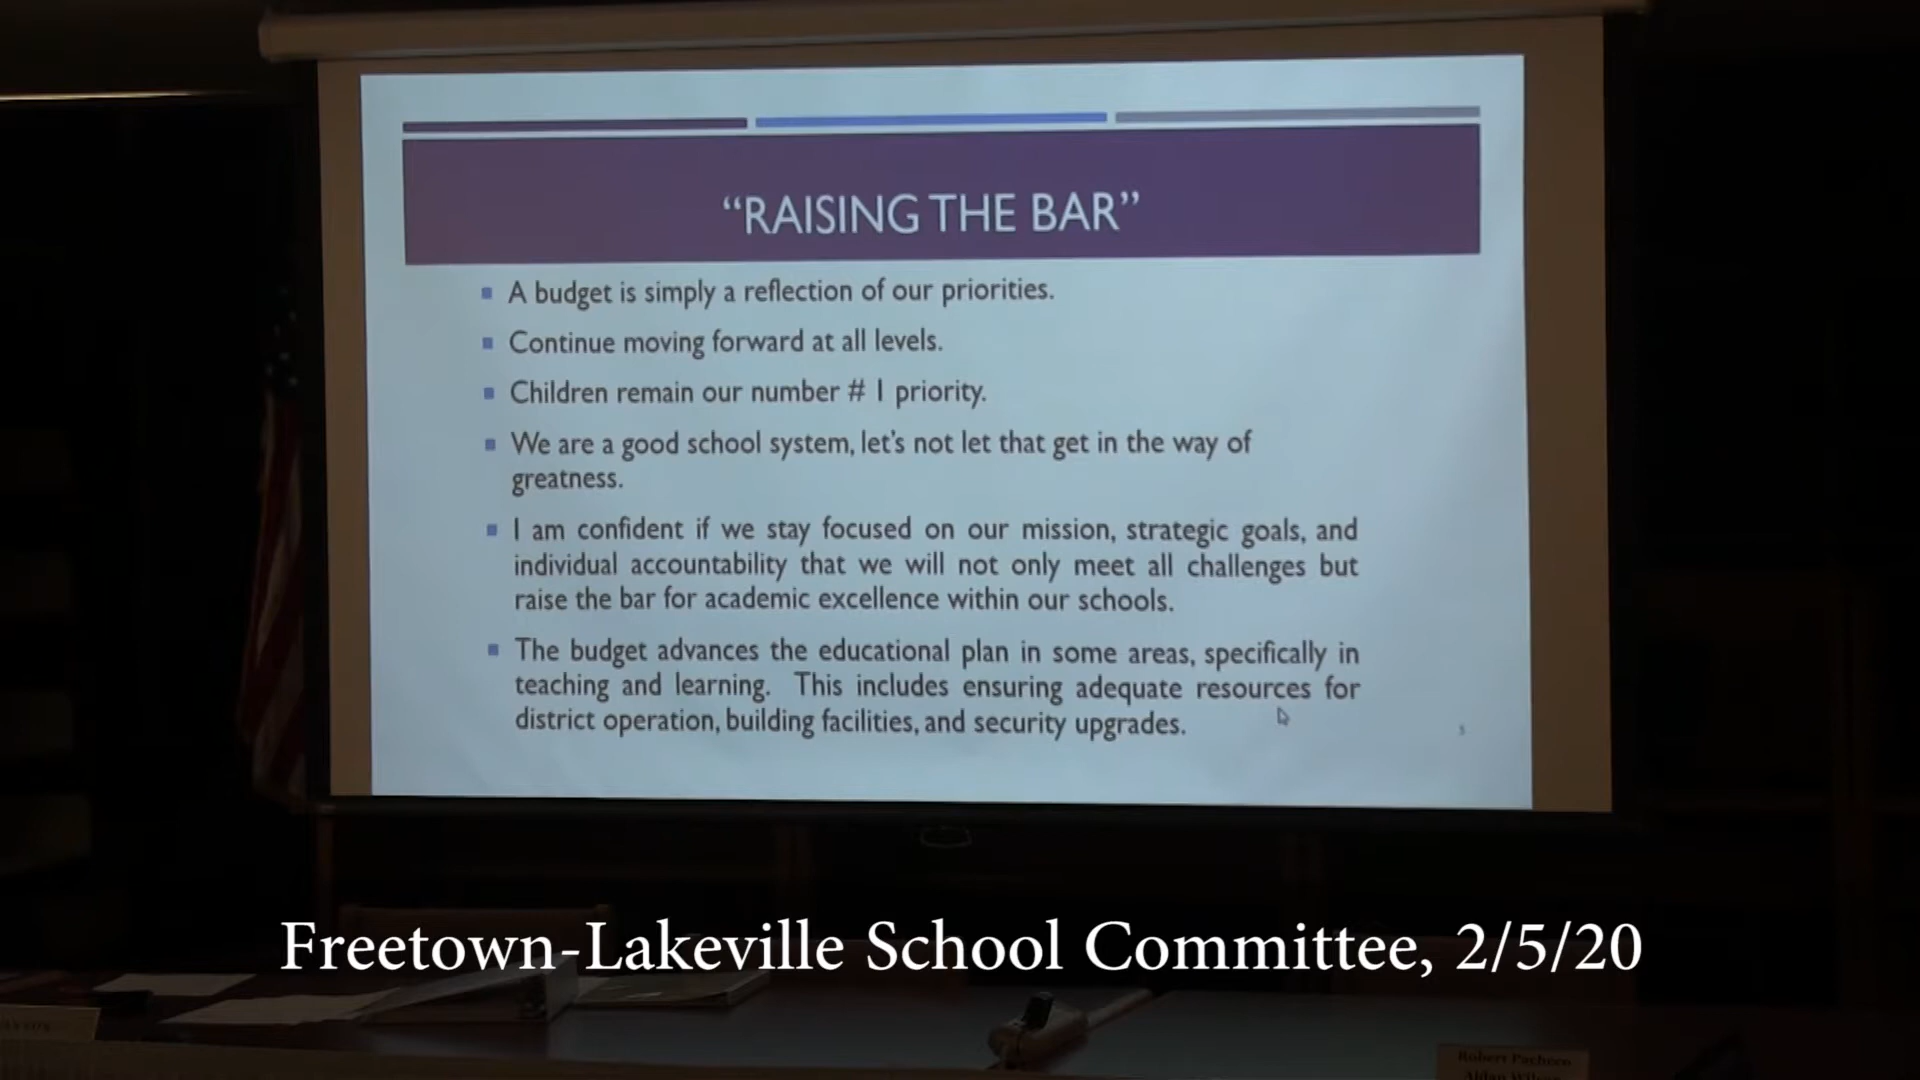 “RAISING THE BAR”
A budget is simply a reflection of our priorities.
Continue moving forward at all levels.
Children remain our number # 1 priority.
We are a good school system, let’s not let that get in the way of
greatness.
I am confident if we stay focused on our mission, strategic goals, and
individual accountability that we will not only meet all challenges but
raise the bar for academic excellence within our schools.
The budget advances the educational plan in some areas, specifically in
teaching and learning. This includes ensuring adequate resources for
district operation, building facilities, and security upgrades.
Freetown-Lakeville School Committee, 2/5/20
Robert Pacheco
Aidan